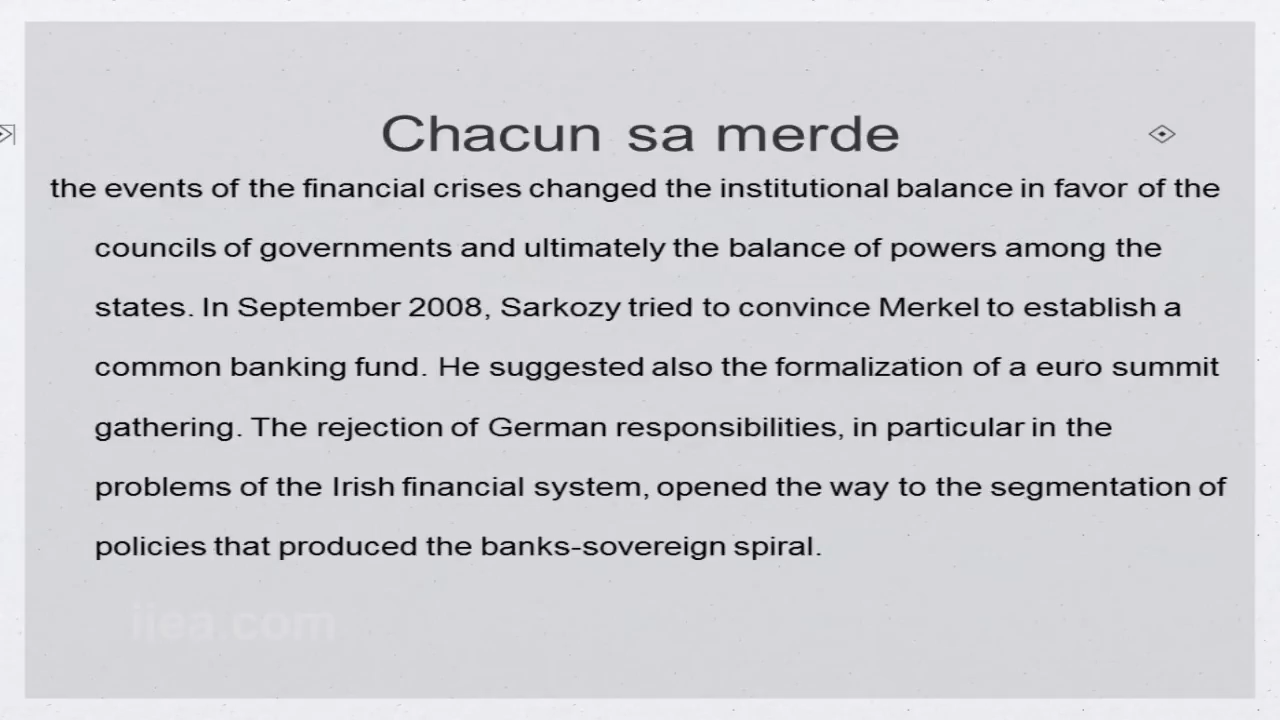 Chacun sa merde
the events of the financial crises changed the institutional balance in favor of the
councils of governments and ultimately the balance of powers among the
states. In September 2008, Sarkozy tried to convince Merkel to establish a
common banking fund. He suggested also the formalization of a euro summit
gathering. The rejection of German responsibilities, in particular in the
problems of the Irish financial system, opened the way to the segmentation of
policies that produced the banks-sovereign spiral.
iiea.com